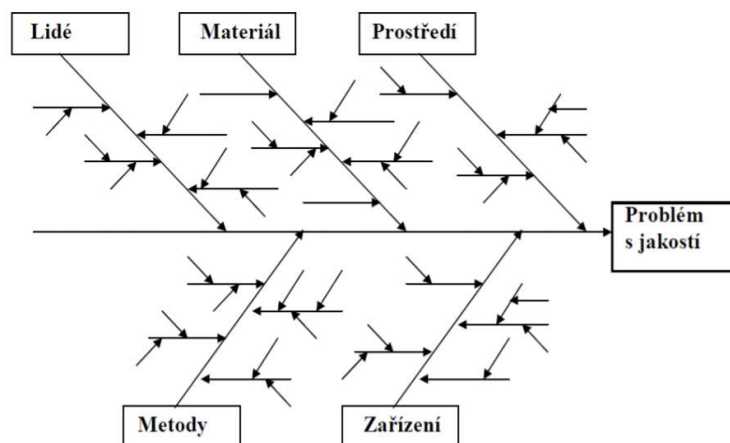 Lidé
Materiál
Prostředí
Problém
s jakostí
Metody
Zařízení